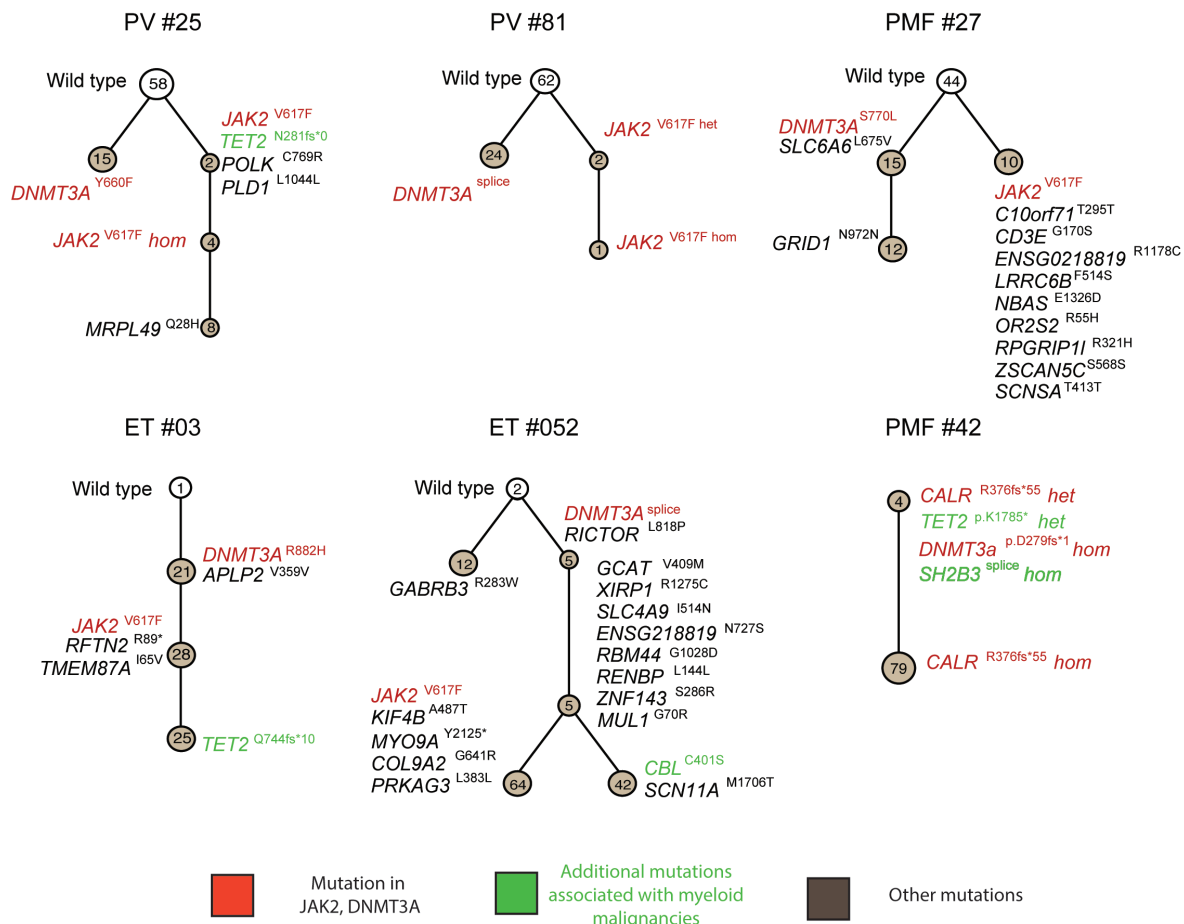 PV #25
PV #81
PMF #27
Wild type 58
JAK2 V617F
TET2 N281fs*0
15
2 POLK C769R
PLD1 L1044L
DNMT3A Y660F
JAK2 V617F hom 4
MRPL49 Q28H 8
Wild type 62
JAK2 V617F het
24
2
DNMT3A splice
1 JAK2 V617F hom
Wild type 44
DNMT3A S770L
SLC6A6 L675V
15
10
JAK2 V617F
C10orf71 T295T
CD3E G170S
GRID1 N972N 12
ENSG0218819 R1178C
LRRC6B F514S
NBAS E1326D
OR2S2 R55H
RPGRIP1I R321H
ZSCAN5C S568S
SCNSA T413T
ET #03
ET #052
PMF #42
Wild type 1
DNMT3A R882H
21 APLP2 V359V
JAK2 V617F
RFTN2 R89*
28
TMEM87A I65V
25 TET2 Q744fs*10
Wild type 2
DNMT3A splice
RICTOR L818P
12
5
GABRB3 R283W
GCAT V409M
XIRP1 R1275C
SLC4A9 I514N
ENSG218819 N727S
RBM44 G1028D
RENBP L144L
ZNF143 S286R
MUL1 G70R
5
JAK2 V617F
KIF4B A487T
MYO9A Y2125*
COL9A2 G641R
PRKAG3 L383L
64
42
CBL C401S
SCN11A M1706T
4 CALR R376fs*55 het
TET2 p.K1785* het
DNMT3a p.D279fs*1 hom
SH2B3 splice hom
79 CALR R376fs*55 hom
Mutation in
JAK2, DNMT3A
Additional mutations
associated with myeloid
malignancies
Other mutations